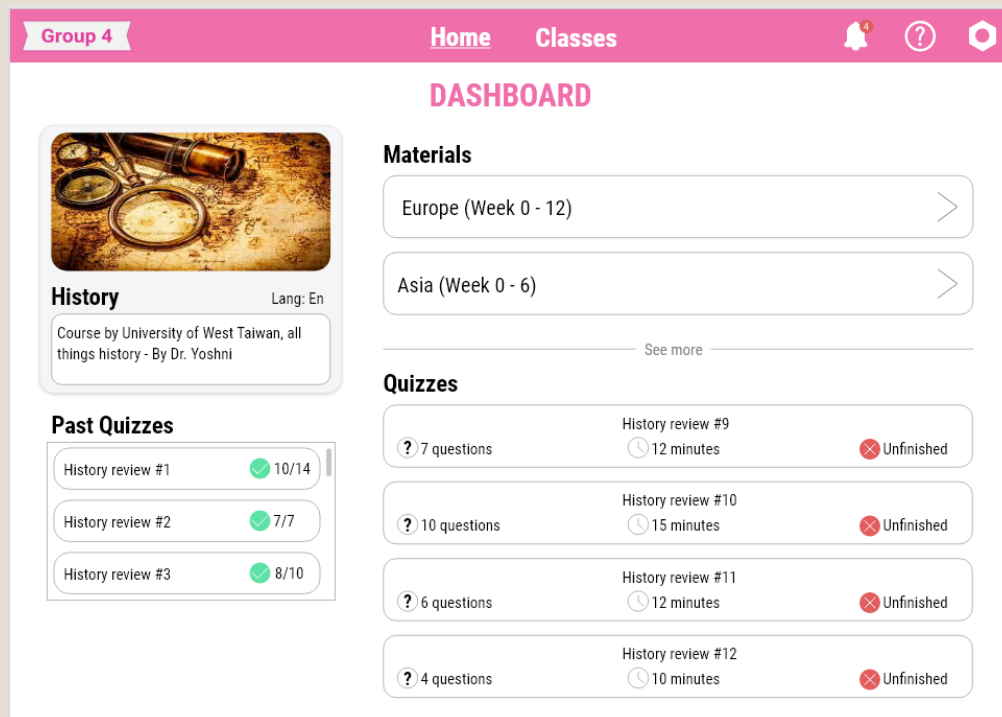 Group 4
Home
Classes
4
?
DASHBOARD
History
Lang: En
Course by University of West Taiwan, all
things history - By Dr. Yoshni
Past Quizzes
History review #1
10/14
History review #2
7/7
History review #3
8/10
Materials
Europe (Week 0 - 12)
Asia (Week 0 - 6)
See more
Quizzes
History review #9
? 7 questions
12 minutes
Unfinished
History review #10
? 10 questions
15 minutes
Unfinished
History review #11
? 6 questions
12 minutes
Unfinished
History review #12
? 4 questions
10 minutes
Unfinished